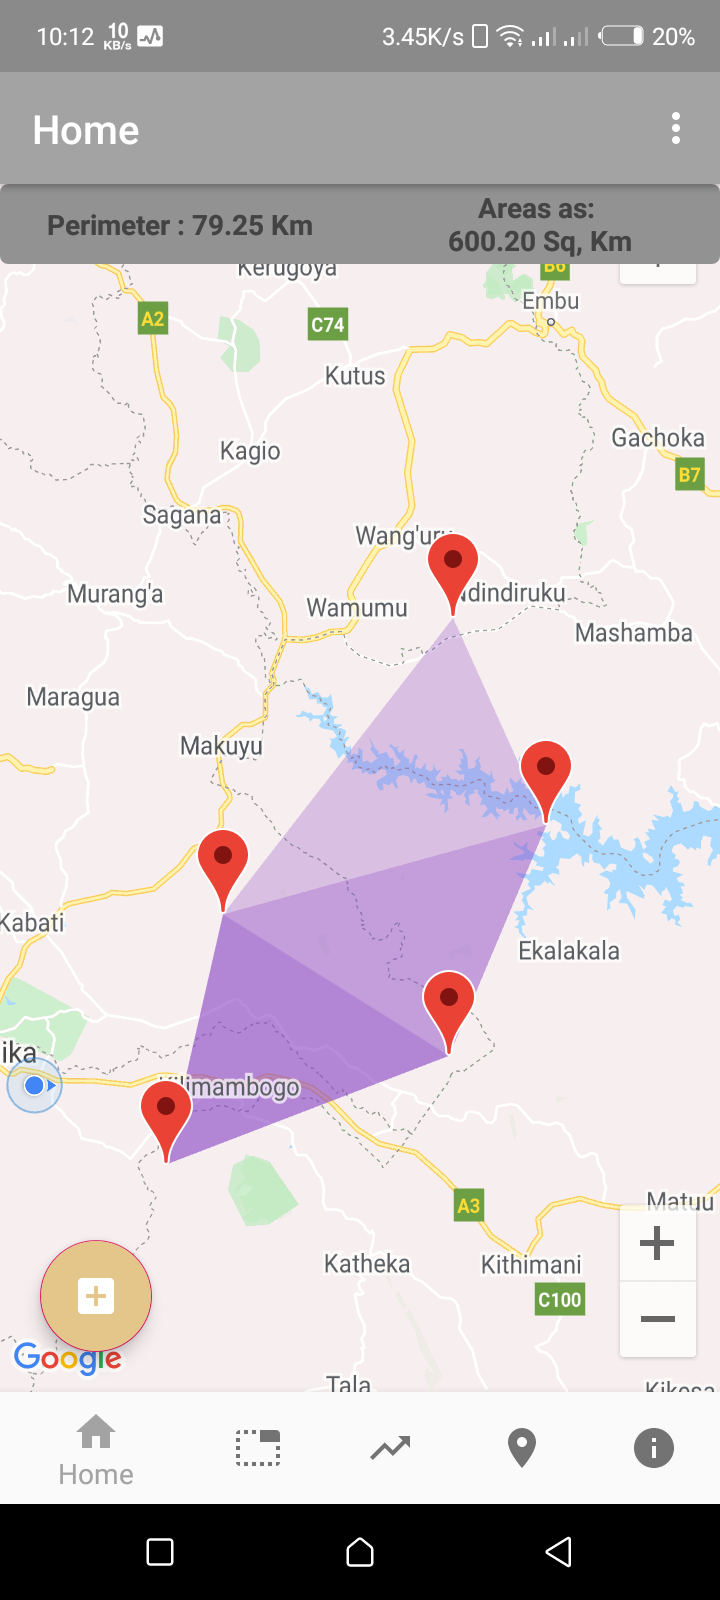 10:12 10 KB/s 3.45K/s 20%
Home
Perimeter : 79.25 Km
Areas as:
600.20 Sq, Km
Kerugoya
B6
Embu
A2
C74
Kutus
Gachoka
Kagio
B7
Sagana
Wang'uru
Murang'a
Wamumu
Ndindiruku
Mashamba
Maragua
Makuyu
Kabati
Ekalakala
ika
Kilimambogo
Matuu
A3
Katheka
Kithimani
C100
Google
Tala
Kikesa
Home